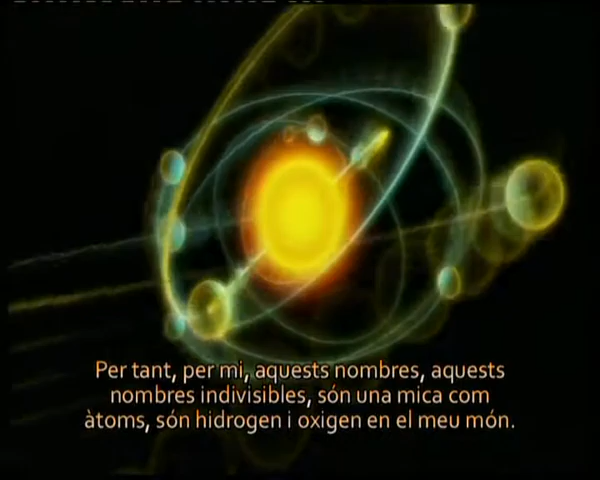 Per tant, per mi, aquests nombres, aquests
nombres indivisibles, són una mica com
àtoms, són hidrogen i oxigen en el meu món.